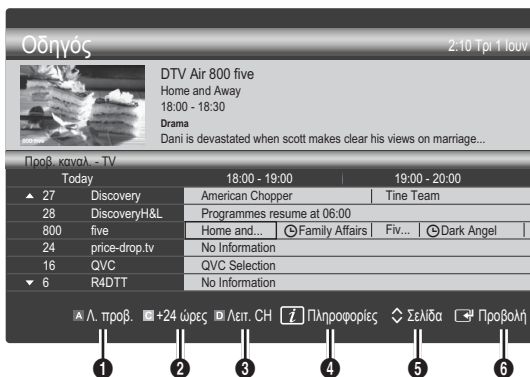 Οδηγός 2:10 Τρι 1 Ιουν
DTV Air 800 five
Home and Away
18:00 - 18:30
Drama
Dani is devastated when scott makes clear his views on marriage...
800 five
Προβ. καναλ. - TV
Today 18:00 - 19:00 19:00 - 20:00
▲ 27 Discovery American Chopper Tine Team
28 DiscoveryH&L Programmes resume at 06:00
800 five Home and... Family Affairs Fiv... Dark Angel
24 price-drop.tv No Information
16 QVC QVC Selection
▼ 6 R4DTT No Information
A Λ. προβ. C +24 ώρες D Λειτ. CH i Πληροφορίες Σελίδα Προβολή
1 2 3 4 5 6